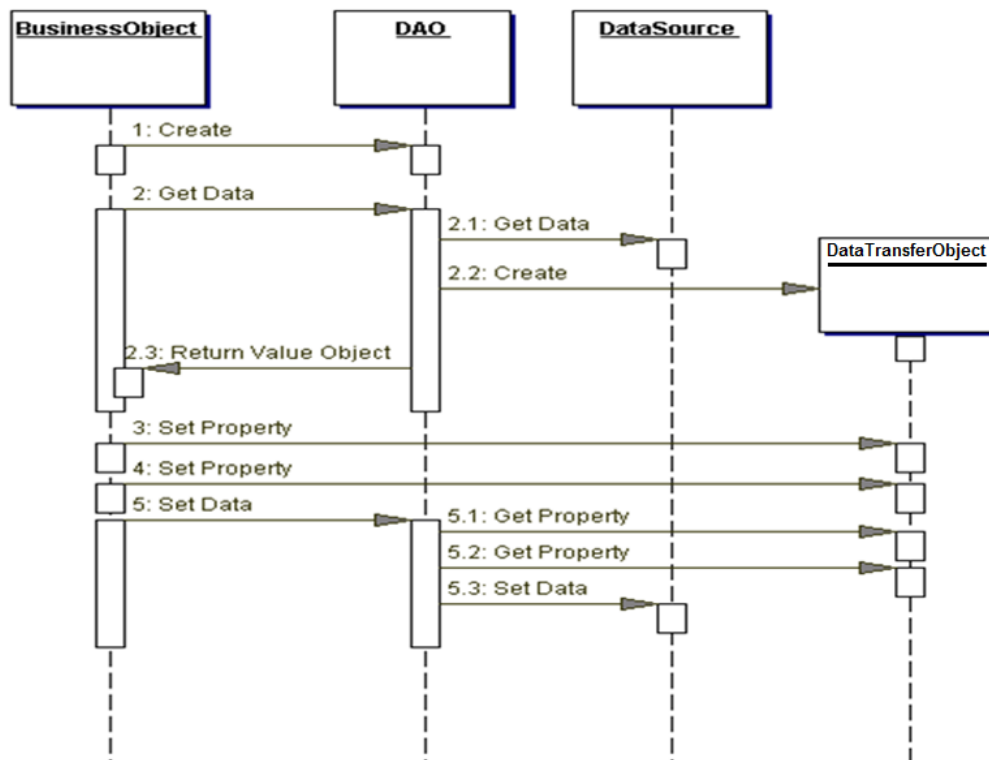 BusinessObject
DAO
DataSource
1: Create
2: Get Data
2.1: Get Data
DataTransferObject
2.2: Create
2.3: Return Value Object
3: Set Property
4: Set Property
5: Set Data
5.1: Get Property
5.2: Get Property
5.3: Set Data